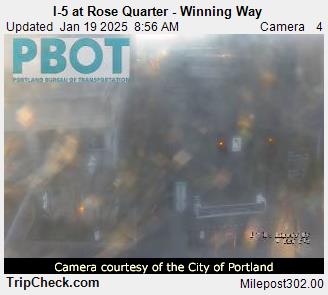 I-5 at Rose Quarter - Winning Way
Updated Jan 19 2025 8:56 AM Camera 4
PBOT
PORTLAND BUREAU OF TRANSPORTATION
Camera courtesy of the City of Portland
TripCheck.com Milepost302.00